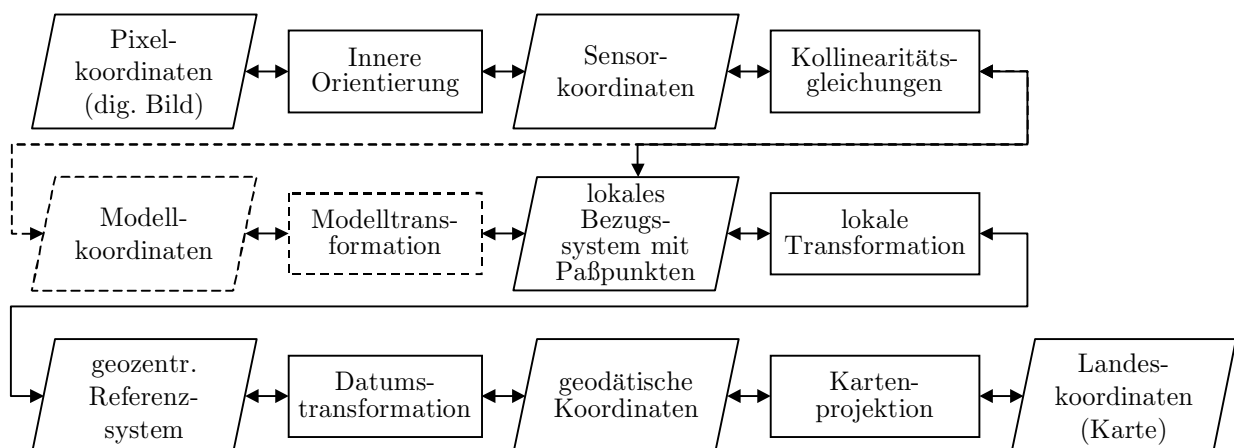 Pixel-
koordinaten
(dig. Bild)
Innere
Orientierung
Sensor-
koordinaten
Kollinearitäts-
gleichungen
Modell-
koordinaten
Modelltrans-
formation
lokales
Bezugs-
system mit
Paßpunkten
lokale
Transformation
geozentr.
Referenz-
system
Datums-
transformation
geodätische
Koordinaten
Karten-
projektion
Landes-
koordinaten
(Karte)